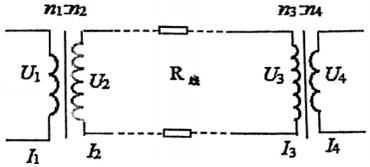 n₁:n₂ n₃:n₄
U₁ U₂ R线 U₃ U₄
I₁ I₂ I₃ I₄